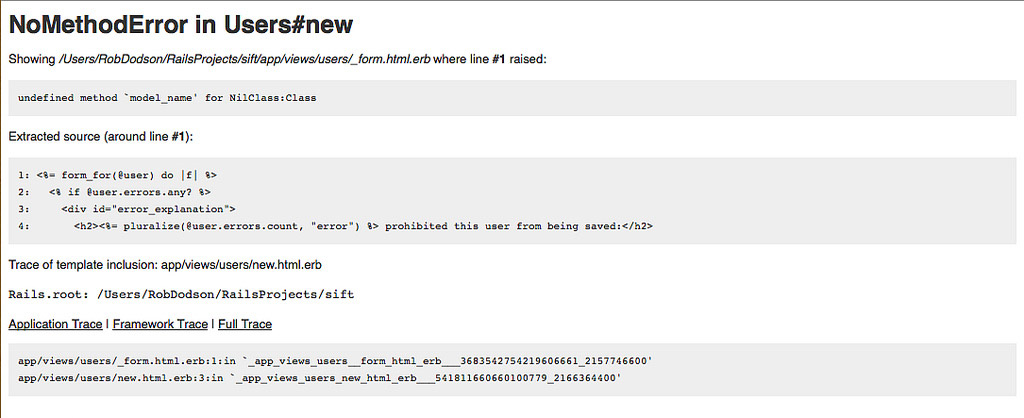 NoMethodError in Users#new
Showing /Users/RobDodson/RailsProjects/sift/app/views/users/_form.html.erb where line #1 raised:
undefined method `model_name' for NilClass:Class
Extracted source (around line #1):
1: <%= form_for(@user) do |f| %>
2:   <% if @user.errors.any? %>
3:     <div id="error_explanation">
4:       <h2><%= pluralize(@user.errors.count, "error") %> prohibited this user from being saved:</h2>
Trace of template inclusion: app/views/users/new.html.erb
Rails.root: /Users/RobDodson/RailsProjects/sift
Application Trace | Framework Trace | Full Trace
app/views/users/_form.html.erb:1:in `_app_views_users__form_html_erb___3683542754219606661_2157746600'
app/views/users/new.html.erb:3:in `_app_views_users_new_html_erb___541811660660100779_2166364400'